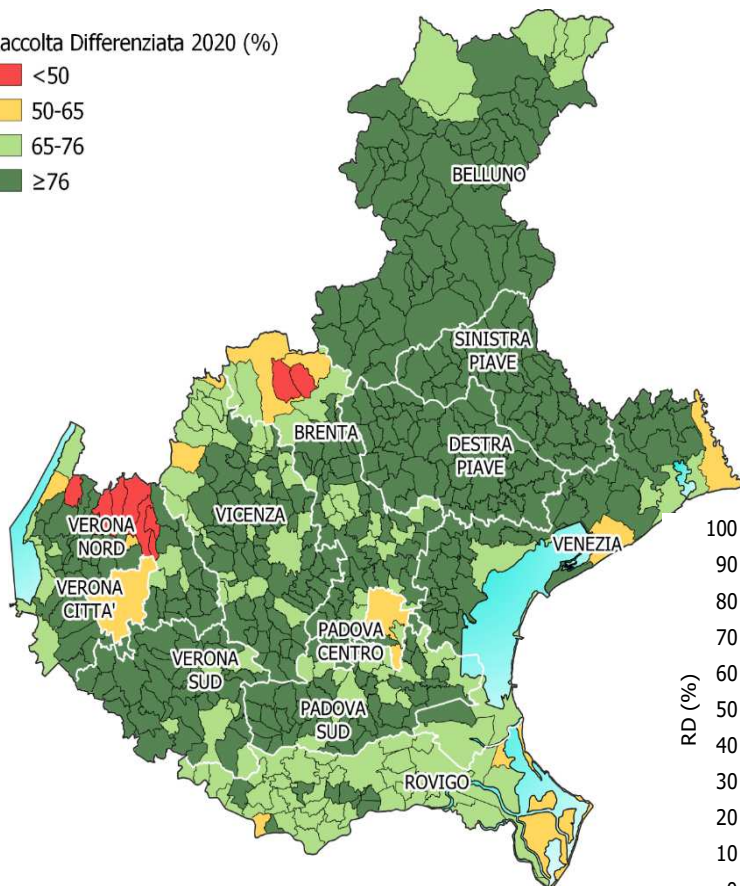 accolta Differenziata 2020 (%)
<50
50-65
65-76
≥76
BELLUNO
SINISTRA
PIAVE
BRENTA
DESTRA
PIAVE
VICENZA
VERONA
NORD
VENEZIA
VERONA
CITTA'
PADOVA
CENTRO
VERONA
SUD
PADOVA
SUD
ROVIGO
RD (%)
100
90
80
70
60
50
40
30
20
10